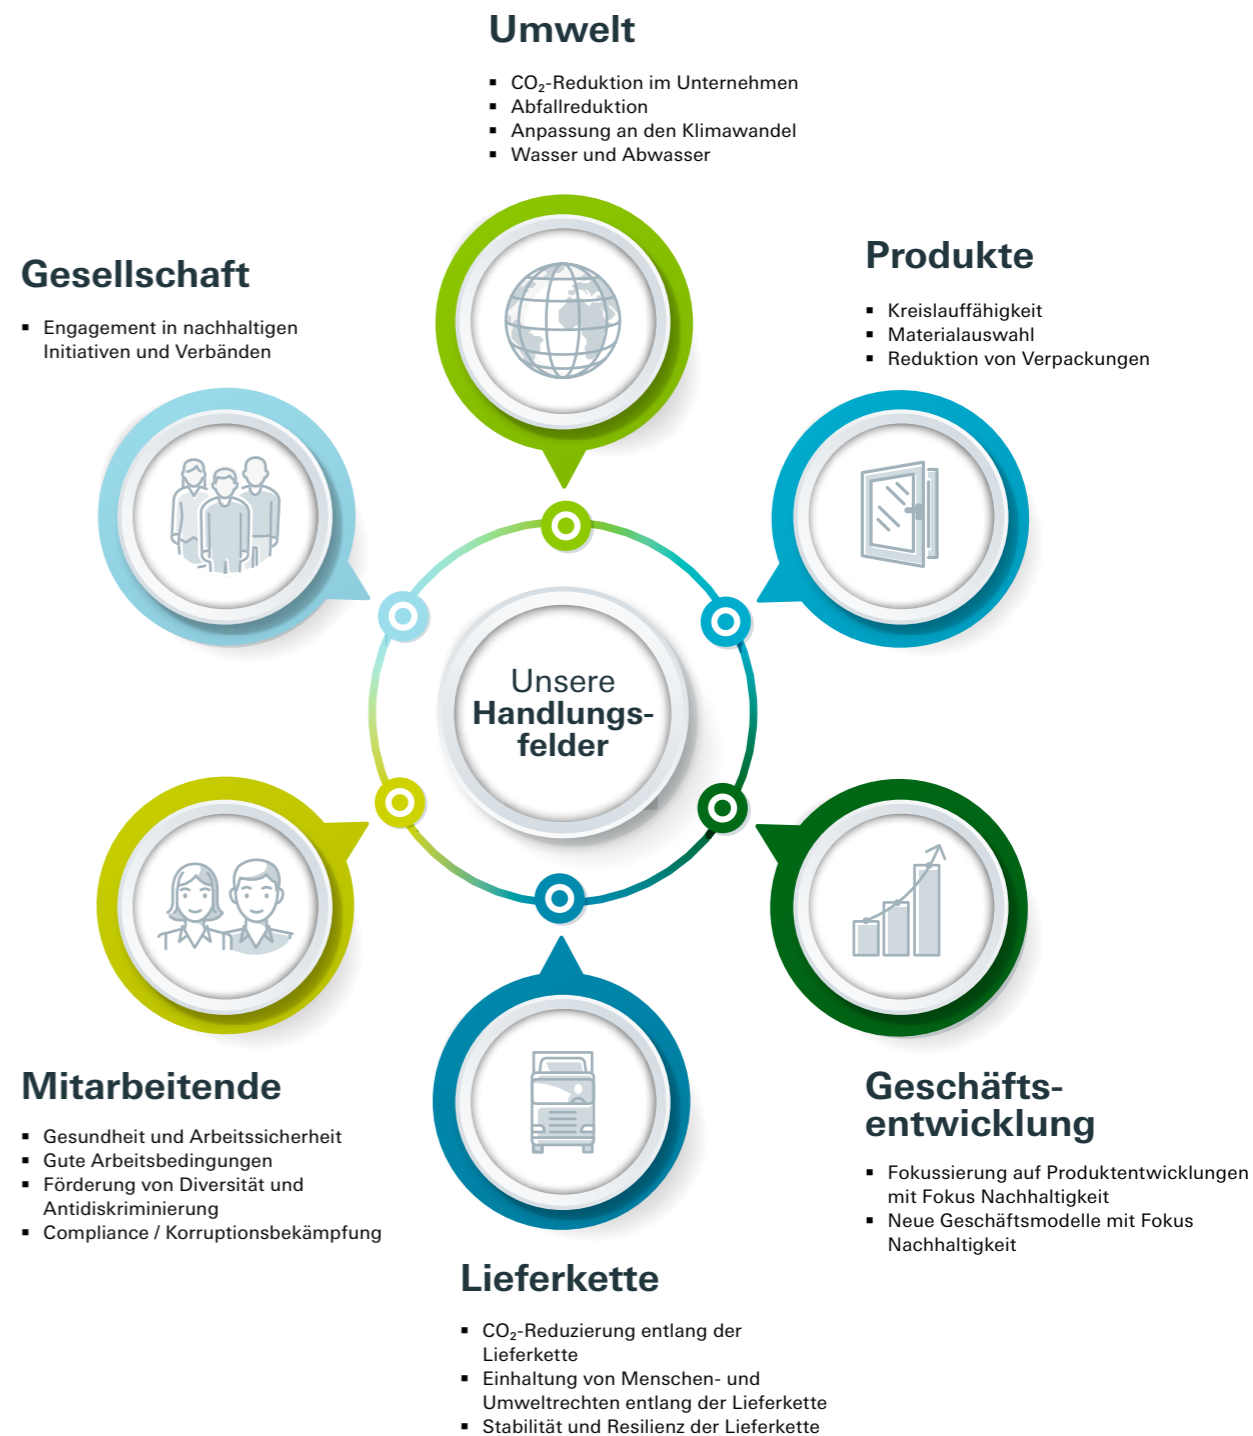 Umwelt
▪ CO₂-Reduktion im Unternehmen
▪ Abfallreduktion
▪ Anpassung an den Klimawandel
▪ Wasser und Abwasser
Gesellschaft
▪ Engagement in nachhaltigen
Initiativen und Verbänden
Produkte
▪ Kreislauffähigkeit
▪ Materialauswahl
▪ Reduktion von Verpackungen
Unsere
Handlungs-
felder
Mitarbeitende
▪ Gesundheit und Arbeitssicherheit
▪ Gute Arbeitsbedingungen
▪ Förderung von Diversität und
Antidiskriminierung
▪ Compliance / Korruptionsbekämpfung
Geschäfts-
entwicklung
▪ Fokussierung auf Produktentwicklungen
mit Fokus Nachhaltigkeit
▪ Neue Geschäftsmodelle mit Fokus
Nachhaltigkeit
Lieferkette
▪ CO₂-Reduzierung entlang der
Lieferkette
▪ Einhaltung von Menschen- und
Umweltrechten entlang der Lieferkette
▪ Stabilität und Resilienz der Lieferkette